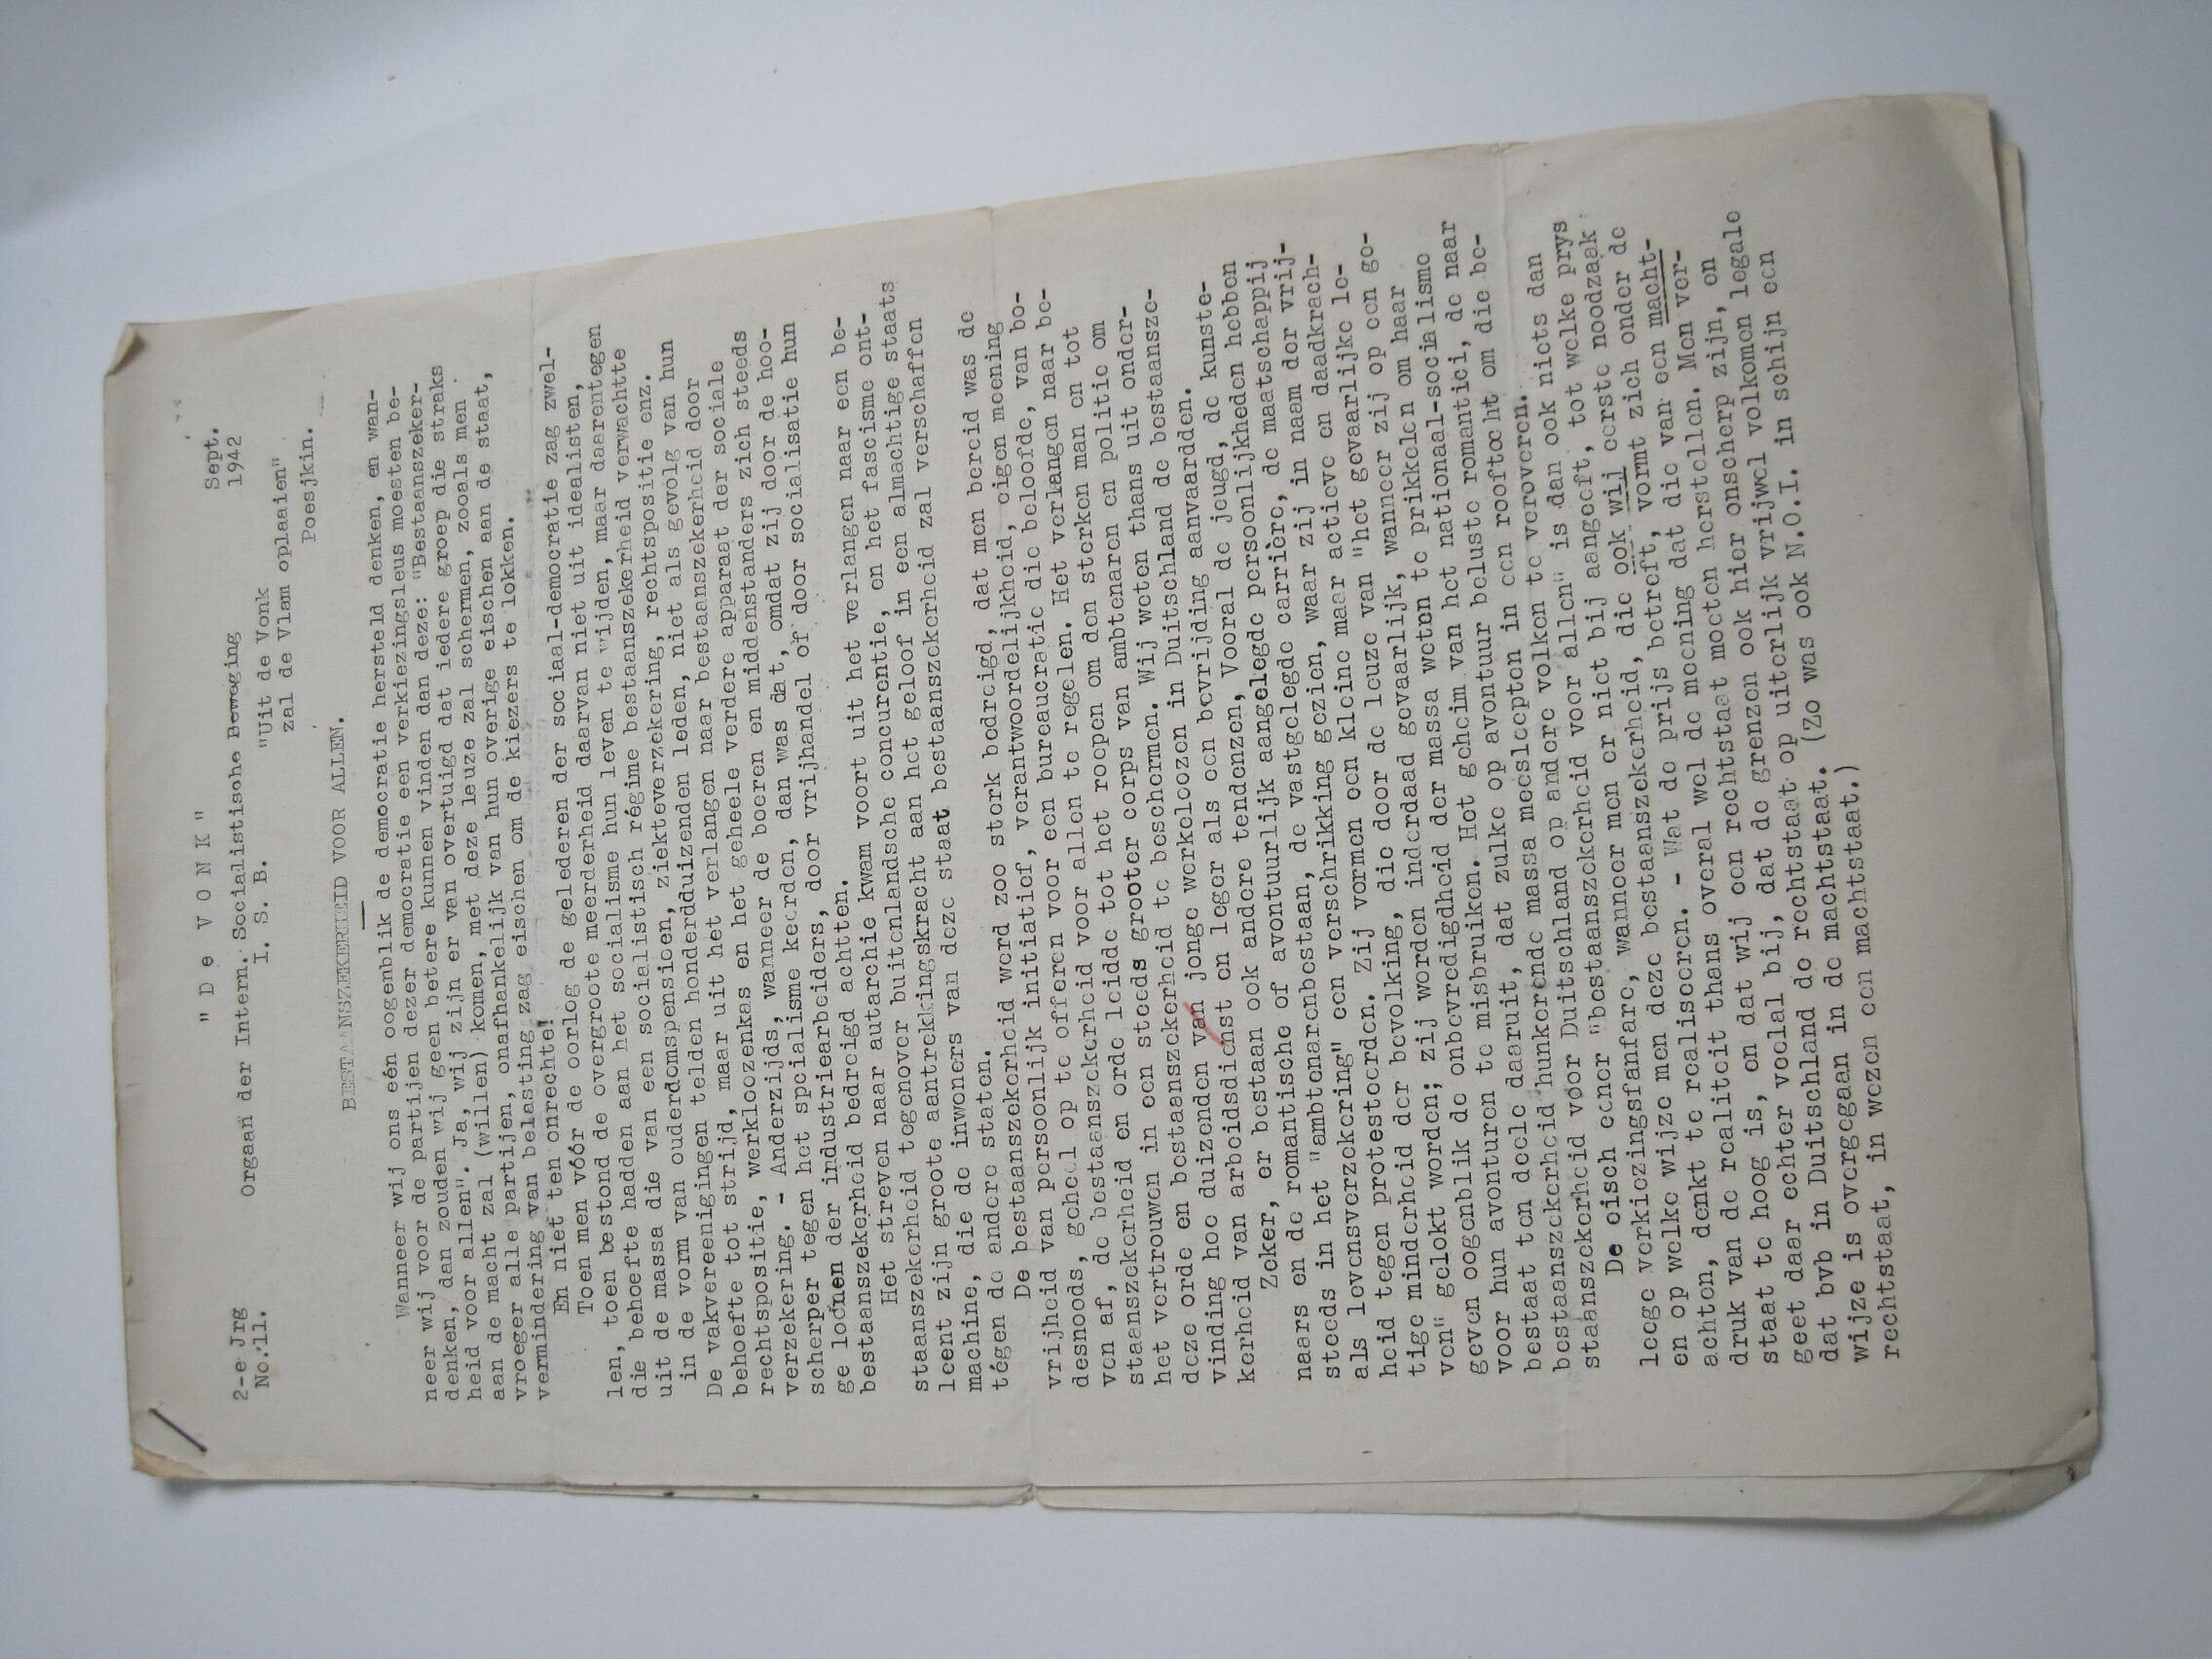 " D e V O N K "
2-e Jrg
No. 11.
Organ der Intern. Socialistische Beweging
I. S. B.
Sept.
1942
"Uit de Vonk
zal de Vlam oplaaien"
Poesjkin.
BESTAANSZEKERHEID VOOR ALLEN.
Wanneer wij ons eén oogenblik de democratie hersteld denken, en wan-
neer wij voor de partijen dezer democratie een verkiezingsleus moesten be-
denken, dan zouden wij geen betere kunnen vinden dan deze: "Bestaanszeker-
heid voor allen". Ja, wij zijn er van overtuigd dat iedere groep die straks
aan de macht zal (willen) komen, met deze leuze zal schermen, zooals men
vroeger alle partijen, onafhankelijk van hun overige eischen aan de staat,
vermindering van belasting zag eischen om de kiezers te lokken.
En niet ten onrechte!
Toen men vóór de oorlog de gelederen der sociaal-democratie zag zwel-
len, toen bestond de overgroote meerderheid daarvan niet uit idealisten,
die behoefte hadden aan het socialisme hun leven te wijden, maar daarentegen
uit de massa die van een socialistisch régime bestaanszekerheid verwachtte
in de vorm van ouderdomspensioen, ziekteverzekering, rechtspositie enz.
De vakvereenigingen telden honderdduizenden leden, niet als gevolg van hun
behoefte tot strijd, maar uit het verlangen naar bestaanszekerheid door
rechtspositie, werkloozenkas en het geheele verdere apparaat der sociale
verzekering. - Anderzijds, wanneer de boeren en middenstanders zich steeds
scherper tegen het spcialisme keerden, dan was dat, omdat zij door de hoo-
ge loonen der industriearbeiders, door vrijhandel of door socialisatie hun
bestaanszekerheid bedreigd achtten.
Het streven naar autarchie kwam voort uit het verlangen naar een be-
staanszekerheid tegenover buitenlandsche concurentie, en het fascisme ont-
leent zijn groote aantrekkingskracht aan het geloof in een almachtige staats
machine, die de inwoners van deze staat bestaanszekerheid zal verschaffen
tégen de andere staten.
De bestaanszekerheid werd zoo sterk bedreigd, dat men bereid was de
vrijheid van persoonlijk initiatief, verantwoordelijkheid, eigen meening
desnoods, geheel op te offeren voor een bureaucratie die beloofde, van bo-
ven af, de bestaanszekerheid voor allen te regelen. Het verlangen naar be-
staanszekerheid en orde leidde tot het roepen om den sterken man en tot
het vertrouwen in een steeds grooter corps van ambtenaren en politie om
deze orde en bestaanszekerheid te beschermen. Wij weten thans uit onder-
vinding hoe duizenden van jonge werkeloozen in Duitschland de bestaansze-
kerheid van arbeidsdienst en leger als een bevrijding aanvaardden.
Zeker, er bestaan ook andere tendenzen, Vooral de jeugd, de kunste-
naars en de romantische of avontuurlijk aangelegde persoonlijkheden hebben
steeds in het "ambtenarenbestaan, de vastgelegde carrière, de maatschappij
als levensverzekering" een verschrikking gezien, waar zij in naam der vrij-
heid tegen protesteerden. Zij vormen een kleine maar actieve en daadkrach-
tige minderheid der bevolking, die door de leuze van "het gevaarlijke le-
ven" gelokt worden; zij worden inderdaad gevaarlijk, wanneer zij op een ge-
geven oogenblik de onbevredigdheid der massa weten te prikkelen om haar
voor hun avonturen te misbruiken. Het geheim van het nationaal-socialisme
bestaat ten deele daaruit, dat zulke op avontuur beluste romantici, de naar
bestaanszekerheid hunkerende massa meesleepten in een rooftocht om die be-
staanszekerheid vóor Duitschland op andere volken te veroveren.
De eisch eener "bestaanszekerheid voor allen" is dan ook niets dan
leege verkiezingsfanfare, wanneer men er niet bij aangeeft, tot welke prys
en op welke wijze men deze bestaanszekerheid, die ook wij eerste noodzaak
achten, denkt te realiseeren. - Wat de prijs betreft, vormt zich onder de
druk van de realiteit thans overal wel de meening dat die van een macht-
staat te hoog is, en dat wij een rechtstaat moeten herstellen. Men ver-
geet daar echter veelal bij, dat de grenzen ook hier onscherp zijn, en
dat bvb in Duitschland de rechtstaat op uiterlijk vrijwel volkomen legale
wijze is overgegaan in de machtstaat. (Zo was ook N.O.I. in schijn een
rechtstaat, in wezen een machtstaat.)